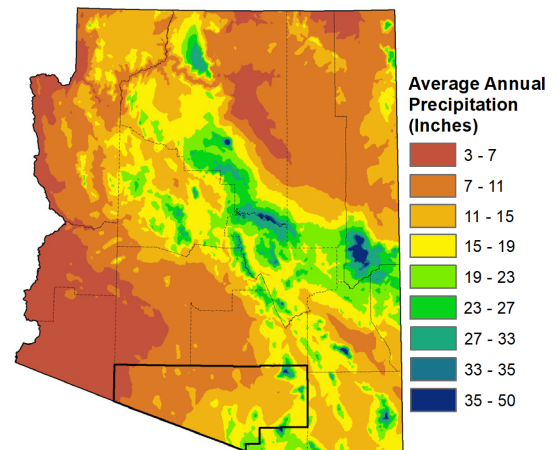 Average Annual
Precipitation
(Inches)
3 - 7
7 - 11
11 - 15
15 - 19
19 - 23
23 - 27
27 - 33
33 - 35
35 - 50